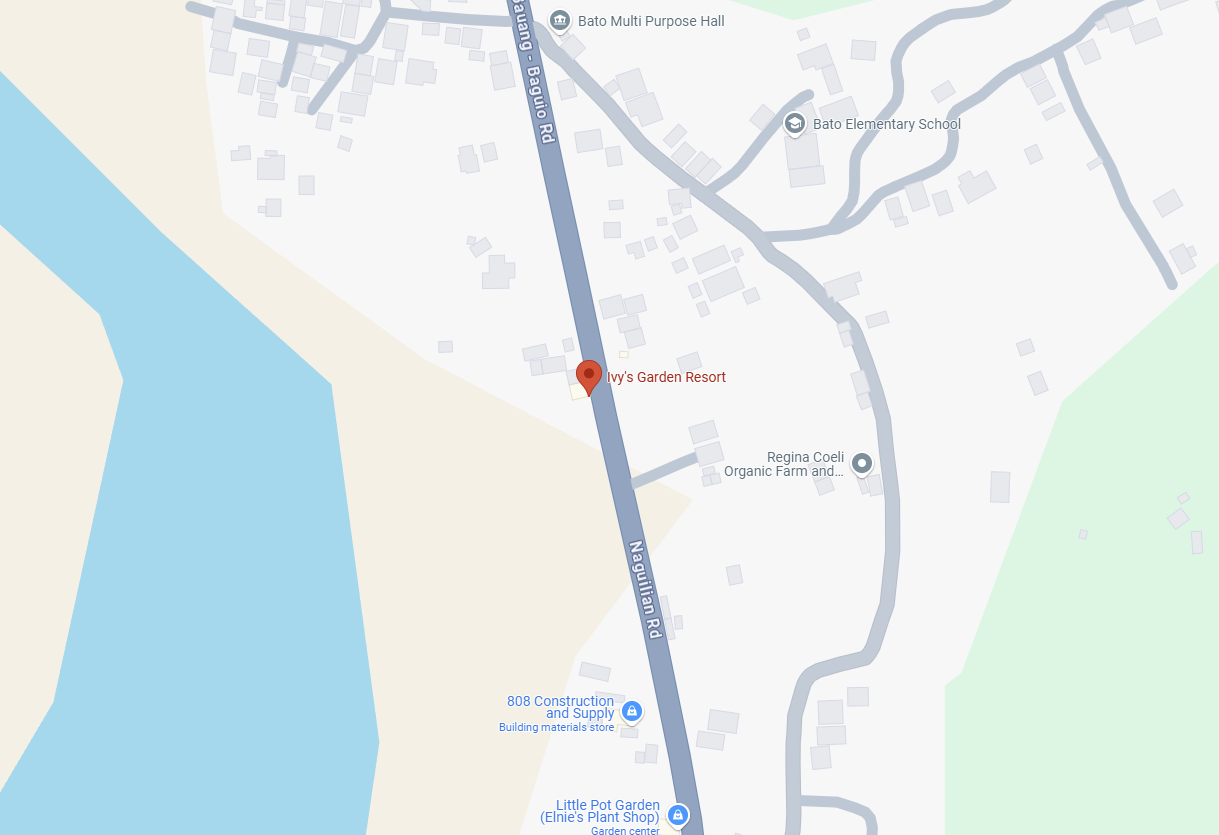 Bauang - Baguio Rd
Bato Multi Purpose Hall
Bato Elementary School
Ivy's Garden Resort
Regina Coeli
Organic Farm and...
Naguilian Rd
808 Construction
and Supply
Building materials store
Little Pot Garden
(Elnie's Plant Shop)
Garden center